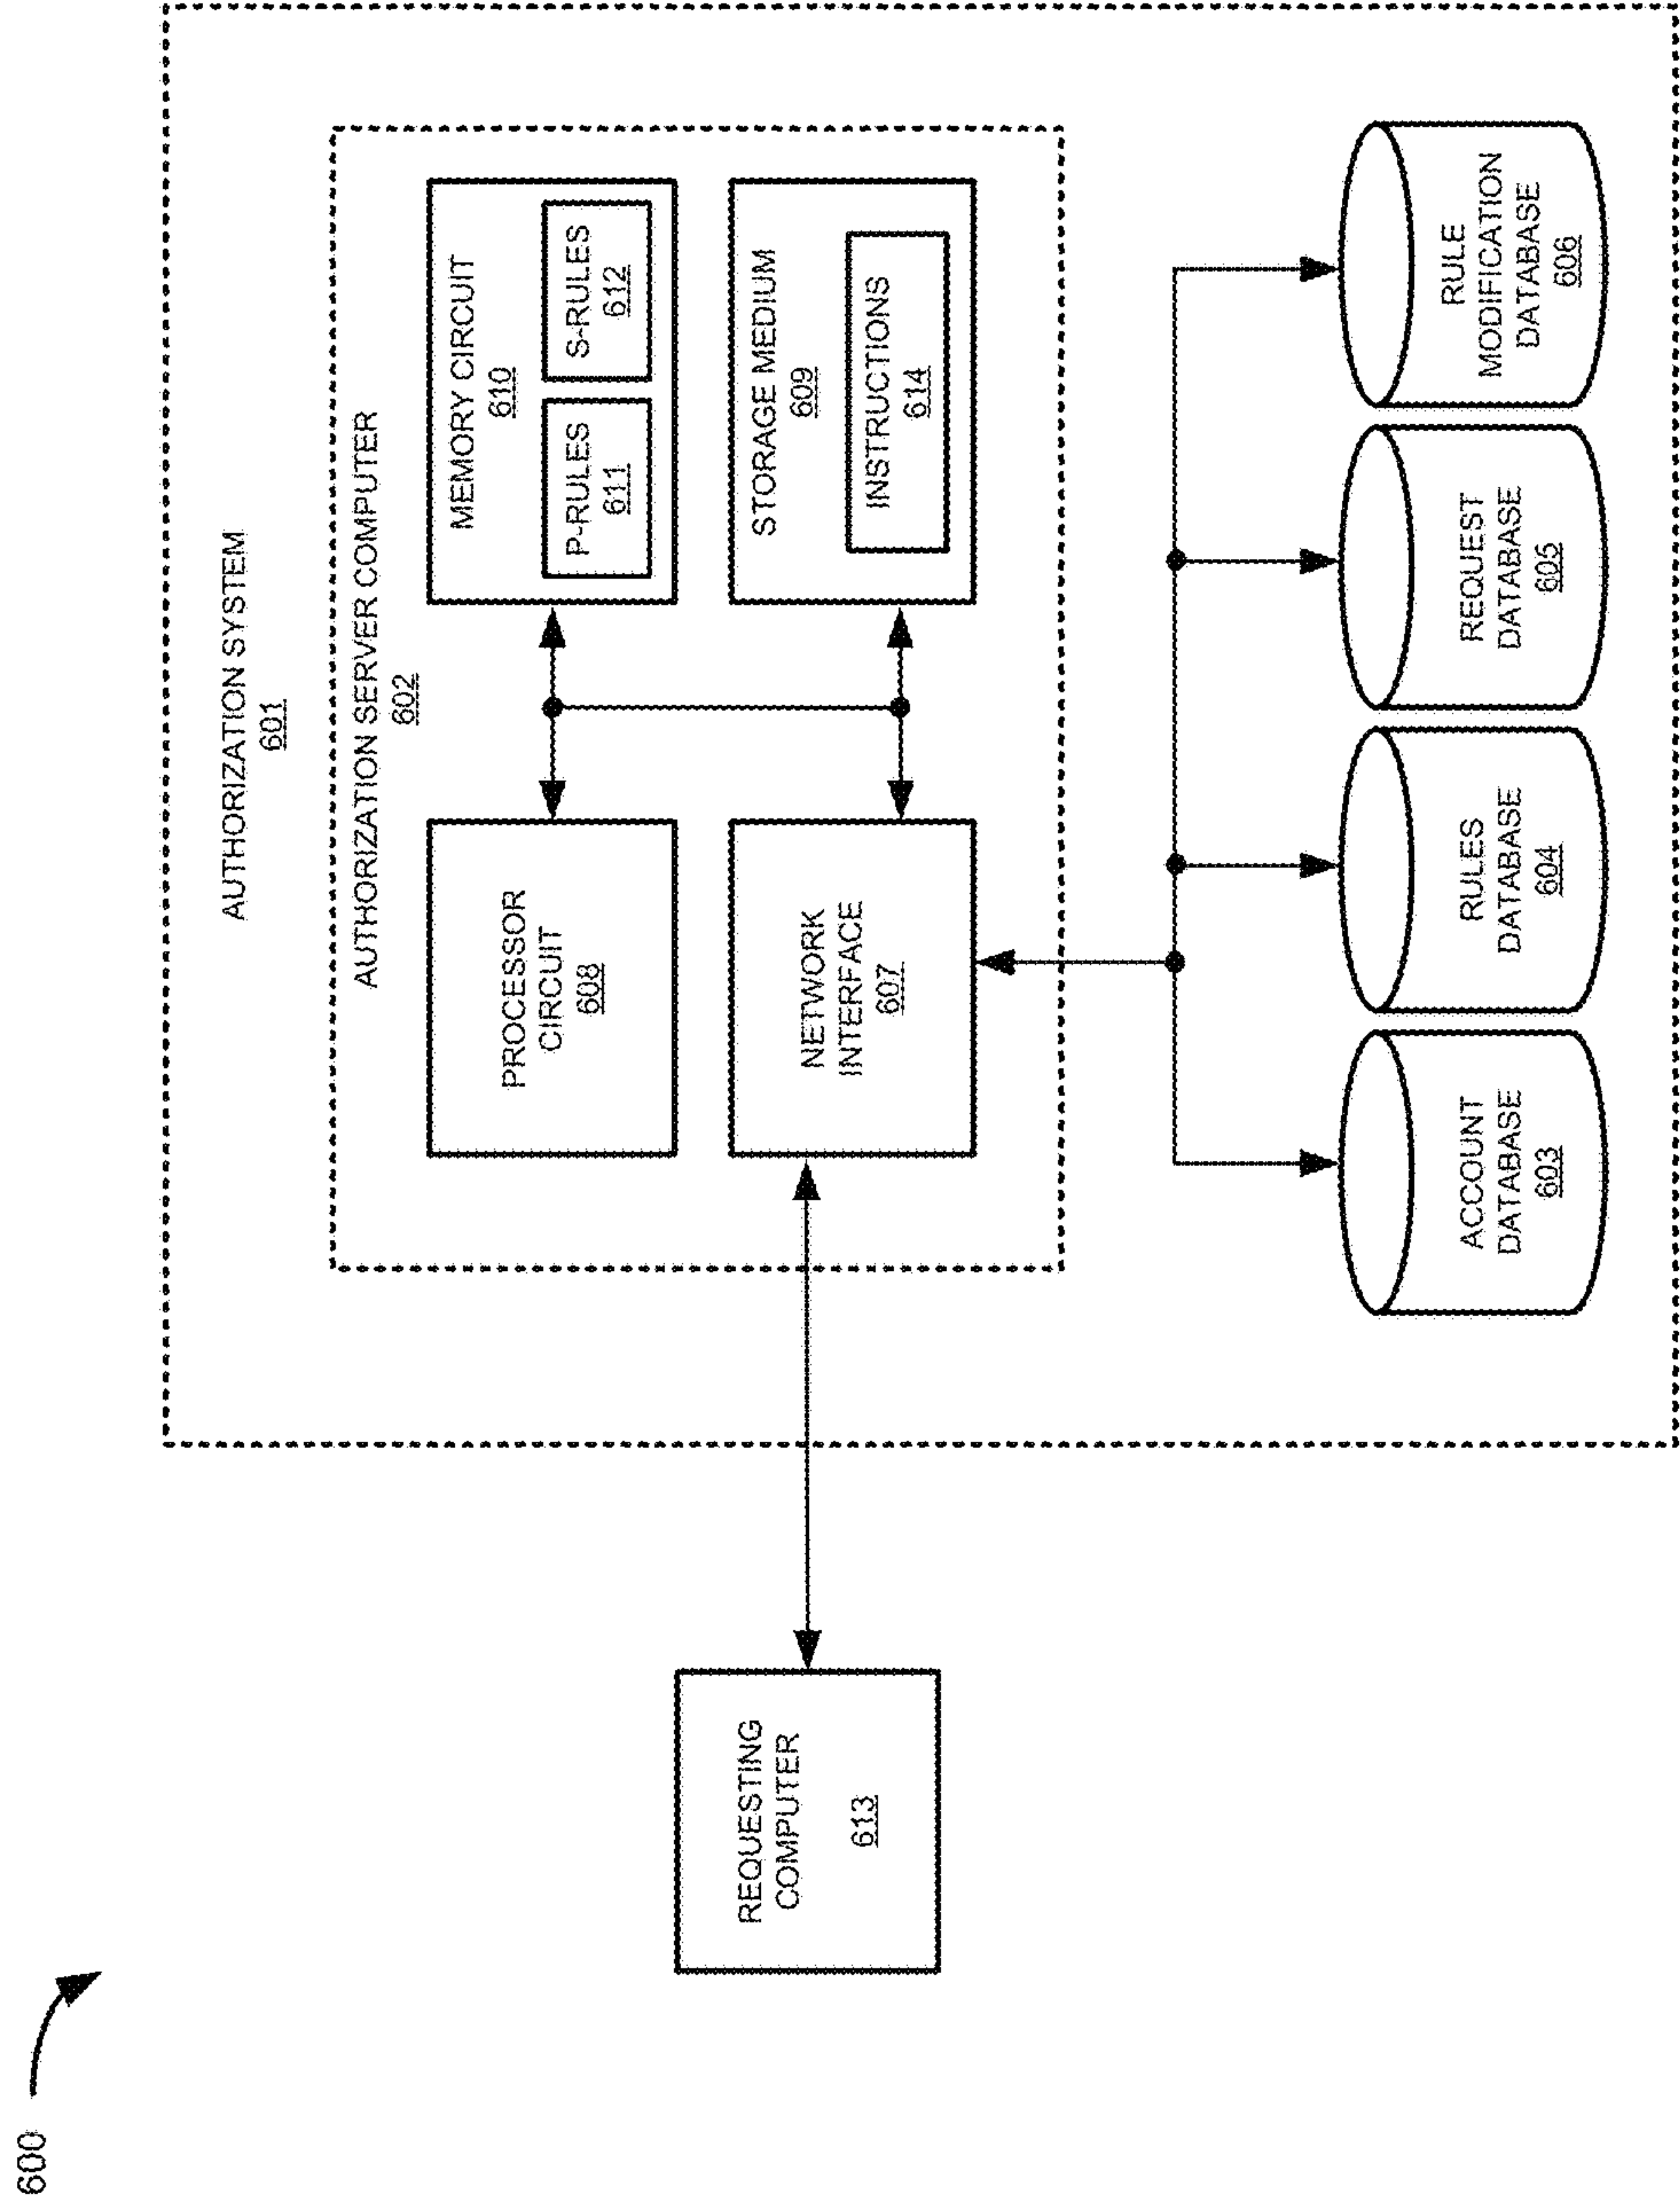 600
AUTHORIZATION SYSTEM
601
AUTHORIZATION SERVER COMPUTER
602
PROCESSOR
CIRCUIT
608
MEMORY CIRCUIT
610
P-RULES
611
S-RULES
612
REQUESTING
COMPUTER
613
NETWORK
INTERFACE
607
STORAGE MEDIUM
609
INSTRUCTIONS
614
ACCOUNT
DATABASE
603
RULES
DATABASE
604
REQUEST
DATABASE
605
RULE
MODIFICATION
DATABASE
606